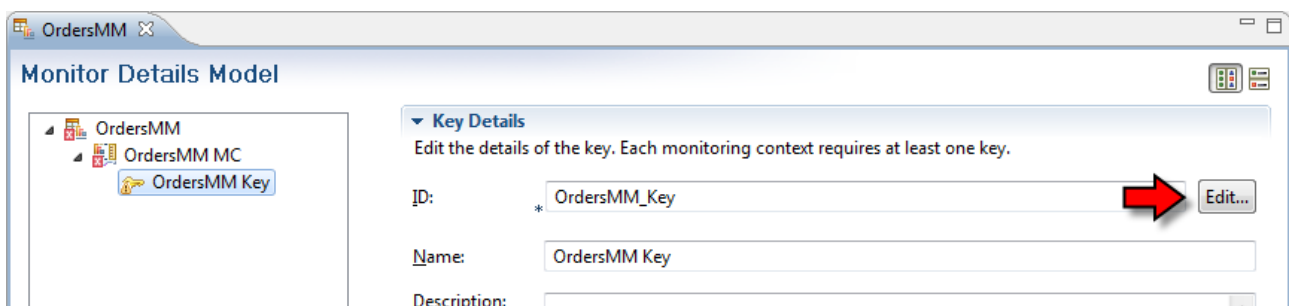 OrdersMM
Monitor Details Model
OrdersMM
OrdersMM MC
OrdersMM Key
Key Details
Edit the details of the key. Each monitoring context requires at least one key.
ID:
* OrdersMM_Key
Edit...
Name:
OrdersMM Key
Description: